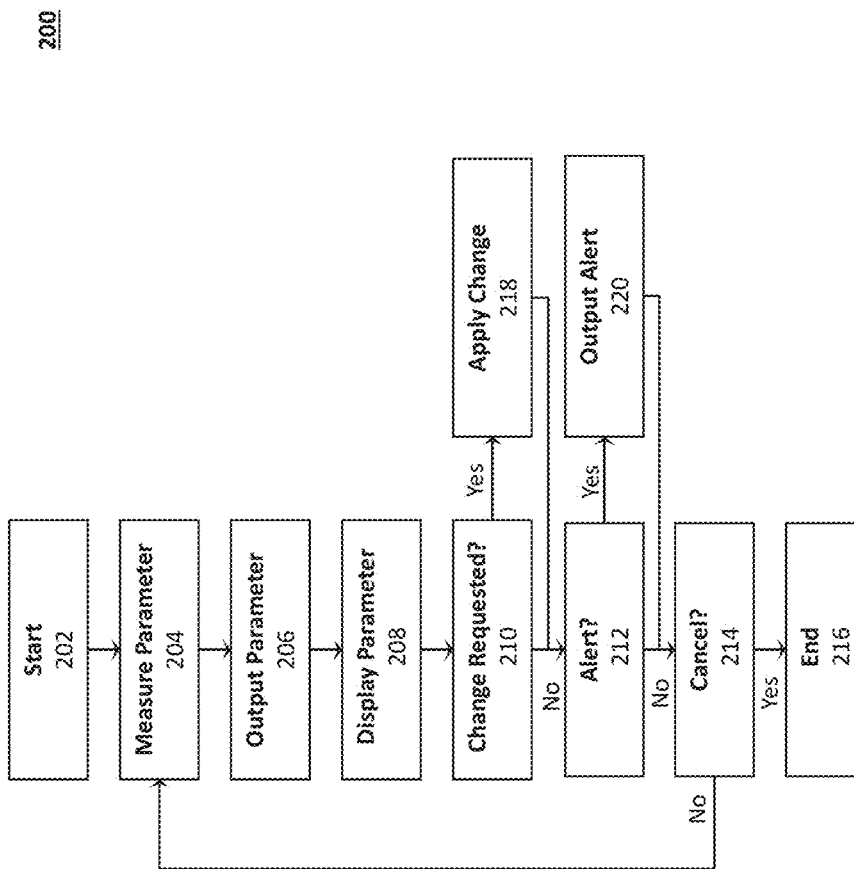 200
Start
202
Measure Parameter
204
Output Parameter
206
Display Parameter
208
Change Requested?
210
Yes
Apply Change
218
No
Alert?
212
Yes
Output Alert
220
No
Cancel?
214
No
Yes
End
216